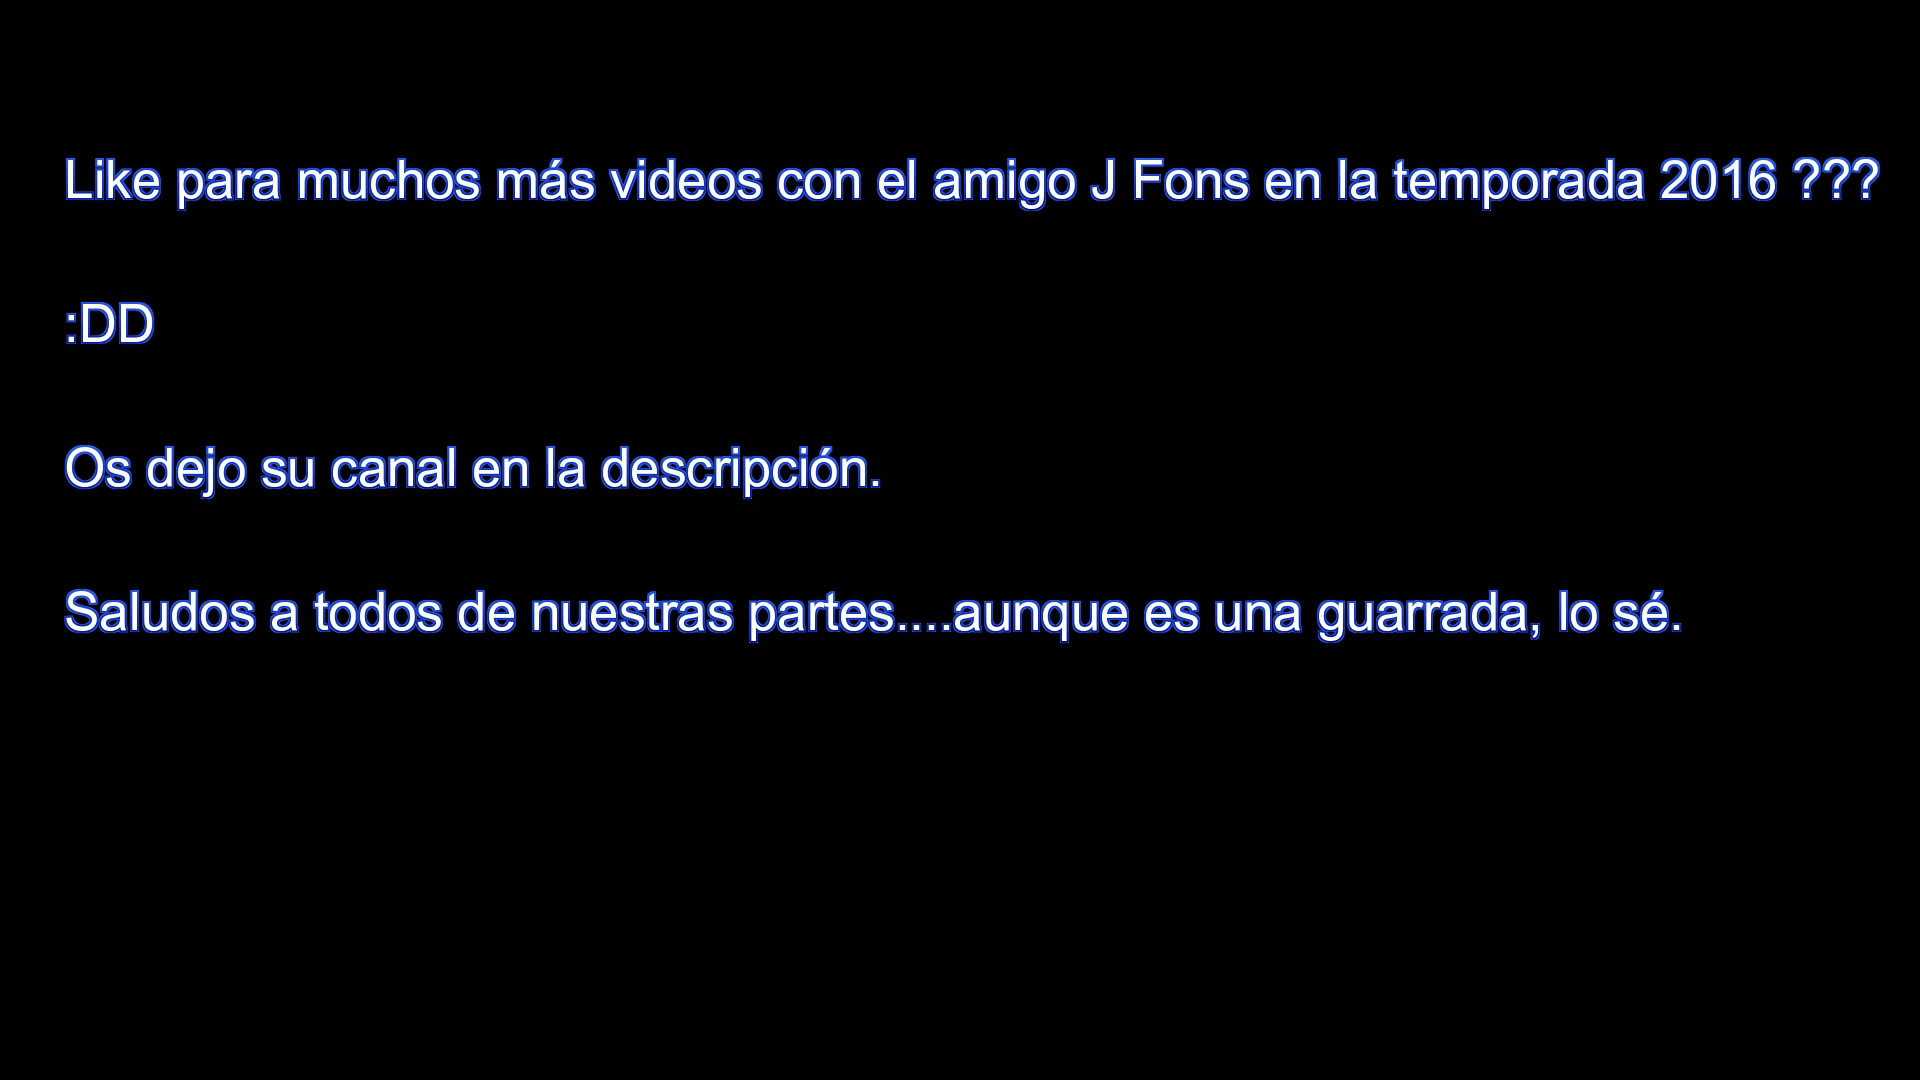 Like para muchos más videos con el amigo J Fons en la temporada 2016 ???
:DD
Os dejo su canal en la descripción.
Saludos a todos de nuestras partes....aunque es una guarrada, lo sé.